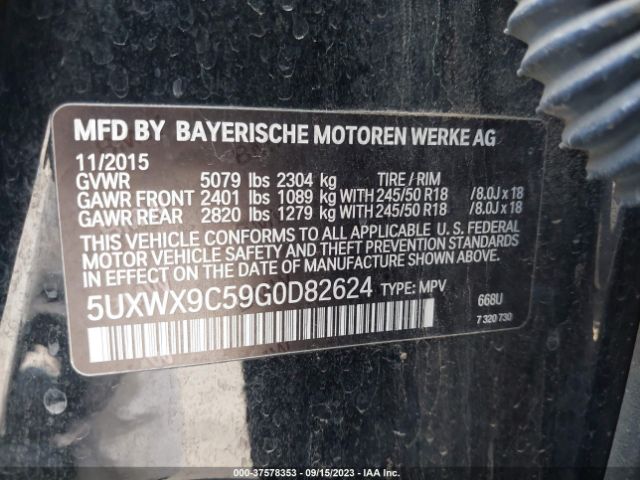 MFD BY BAYERISCHE MOTOREN WERKE AG
11/2015
GVWR 5079 lbs 2304 kg TIRE / RIM
GAWR FRONT 2401 lbs 1089 kg WITH 245/50 R18 / 8.0J x 18
GAWR REAR 2820 lbs 1279 kg WITH 245/50 R18 / 8.0J x 18
THIS VEHICLE CONFORMS TO ALL APPLICABLE U. S. FEDERAL
MOTOR VEHICLE SAFETY AND THEFT PREVENTION STANDARDS
IN EFFECT ON THE DATE OF MANUFACTURE SHOWN ABOVE.
5UXWX9C59G0D82624 TYPE: MPV
668U
7 320 730
© - 37578353 - 09/15/2023 - IAA Inc.